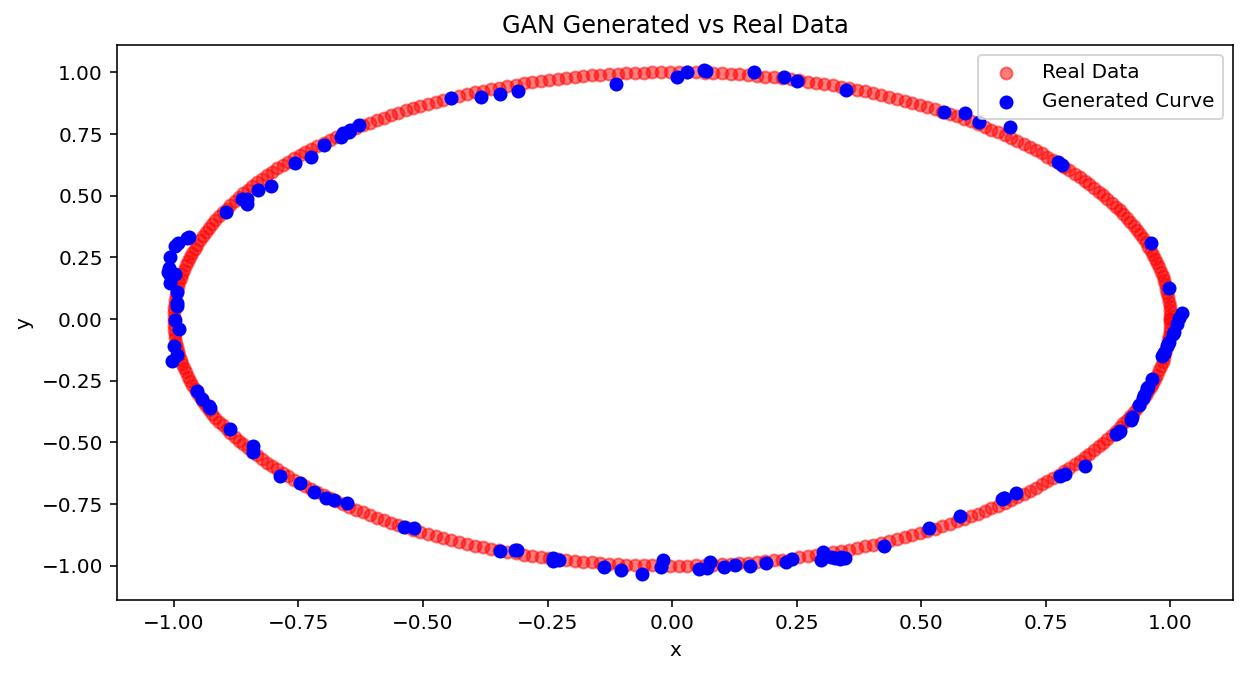 GAN Generated vs Real Data
Real Data
Generated Curve
1.00
0.75
0.50
0.25
0.00
−0.25
−0.50
−0.75
−1.00
y
−1.00 −0.75 −0.50 −0.25 0.00 0.25 0.50 0.75 1.00
x